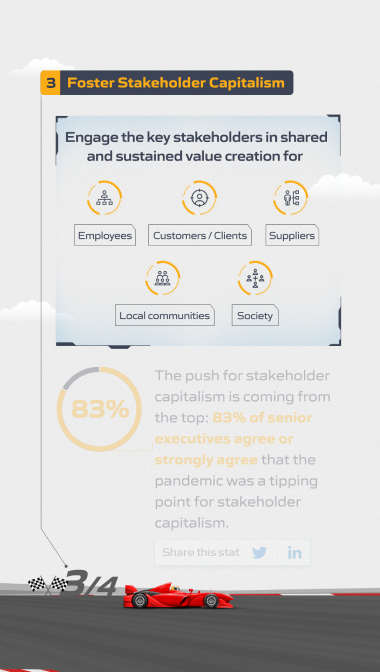 3 Foster Stakeholder Capitalism
Engage the key stakeholders in shared
and sustained value creation for
Employees
Customers / Clients
Suppliers
Local communities
Society
83%
The push for stakeholder
capitalism is coming from
the top: 83% of senior
executives agree or
strongly agree that the
pandemic was a tipping
point for stakeholder
capitalism.
Share this stat
in
3/4